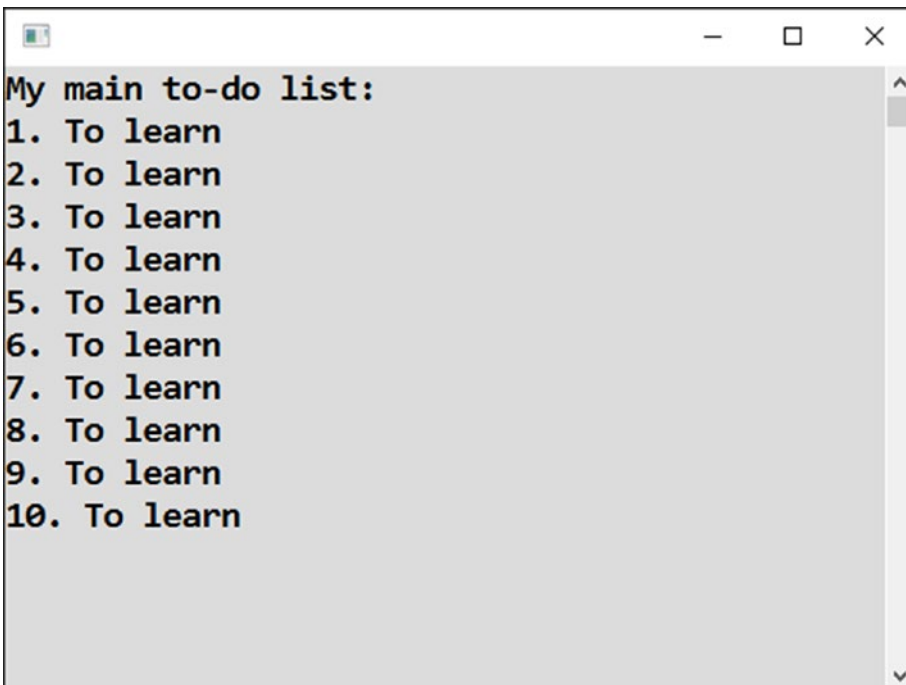 My main to-do list:
1. To learn
2. To learn
3. To learn
4. To learn
5. To learn
6. To learn
7. To learn
8. To learn
9. To learn
10. To learn